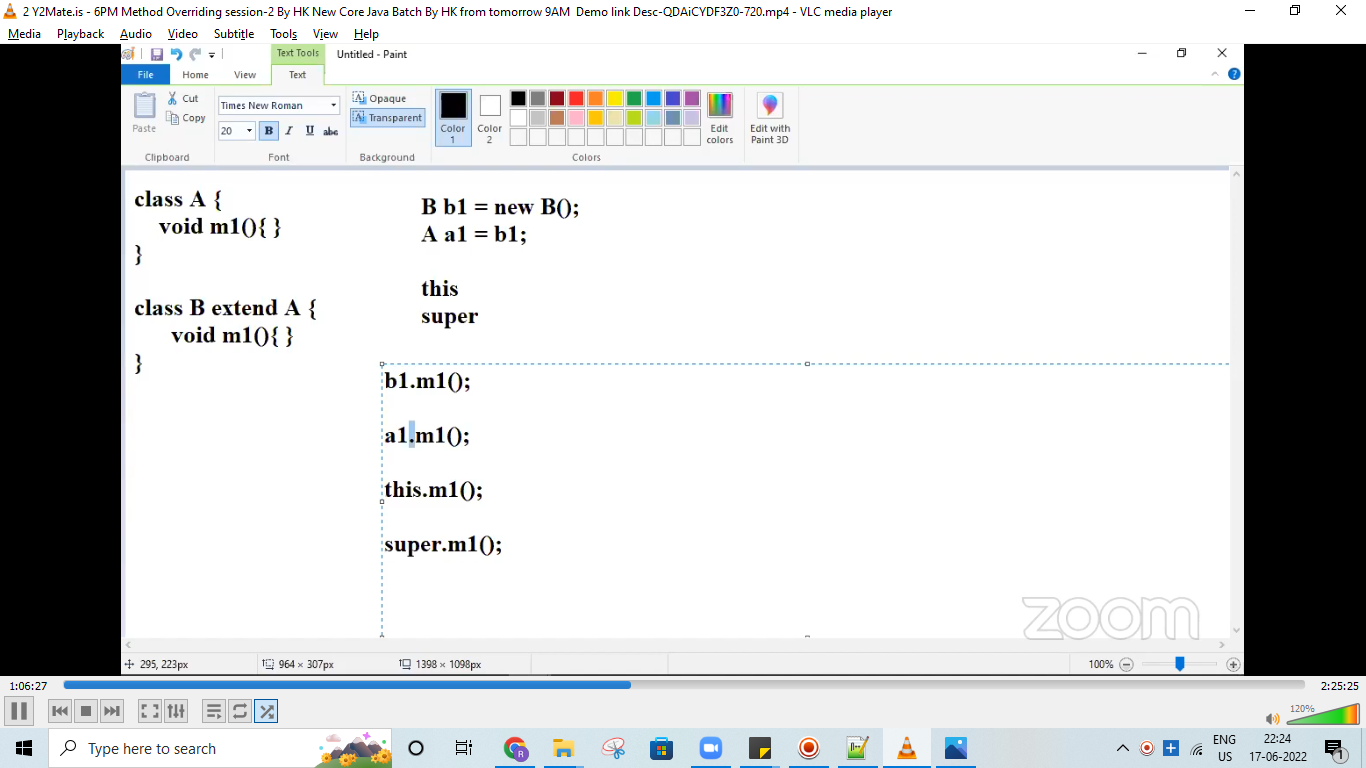 2 Y2Mate.is - 6PM Method Overriding session-2 By HK New Core Java Batch By HK from tomorrow 9AM Demo link Desc-QDAiCYDF3Z0-720.mp4 - VLC media player
Media Playback Audio Video Subtitle Tools View Help
Text Tools Untitled - Paint
File Home View Text
Paste
Cut
Copy
Clipboard
Times New Roman
20 B I U abc
Font
Opaque
Transparent
Background
Color 1
Color 2
Colors
Edit colors
Edit with Paint 3D
class A {
void m1(){ }
}
class B extend A {
void m1(){ }
}
B b1 = new B();
A a1 = b1;
this
super
b1.m1();
a1.m1();
this.m1();
super.m1();
zoom
295, 223px 964 × 307px 1398 × 1098px 100%
1:06:27 2:25:25
120%
Type here to search
ENG
US
22:24
17-06-2022
1